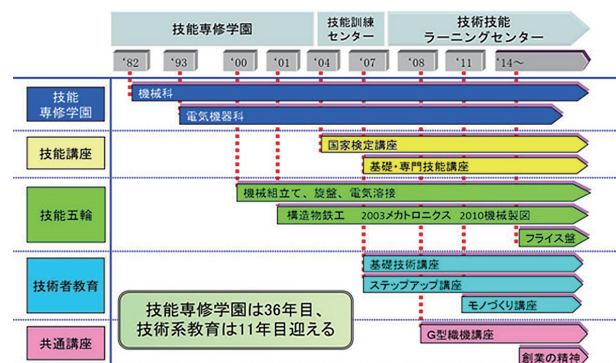 技能専修学園
技能訓練
センター
技術技能
ラーニングセンター
'82 '93 '00 '01 '04 '07 '08 '11 '14～
技能
専修学園
機械科
電気機器科
技能講座
国家検定講座
基礎・専門技能講座
技能五輪
機械組立て、旋盤、電気溶接
構造物鉄工 2003メカトロニクス 2010機械製図
フライス盤
技術者教育
基礎技術講座
ステップアップ講座
モノづくり講座
技能専修学園は36年目、
技術系教育は11年目迎える
共通講座
G型織機講座
創業の精神